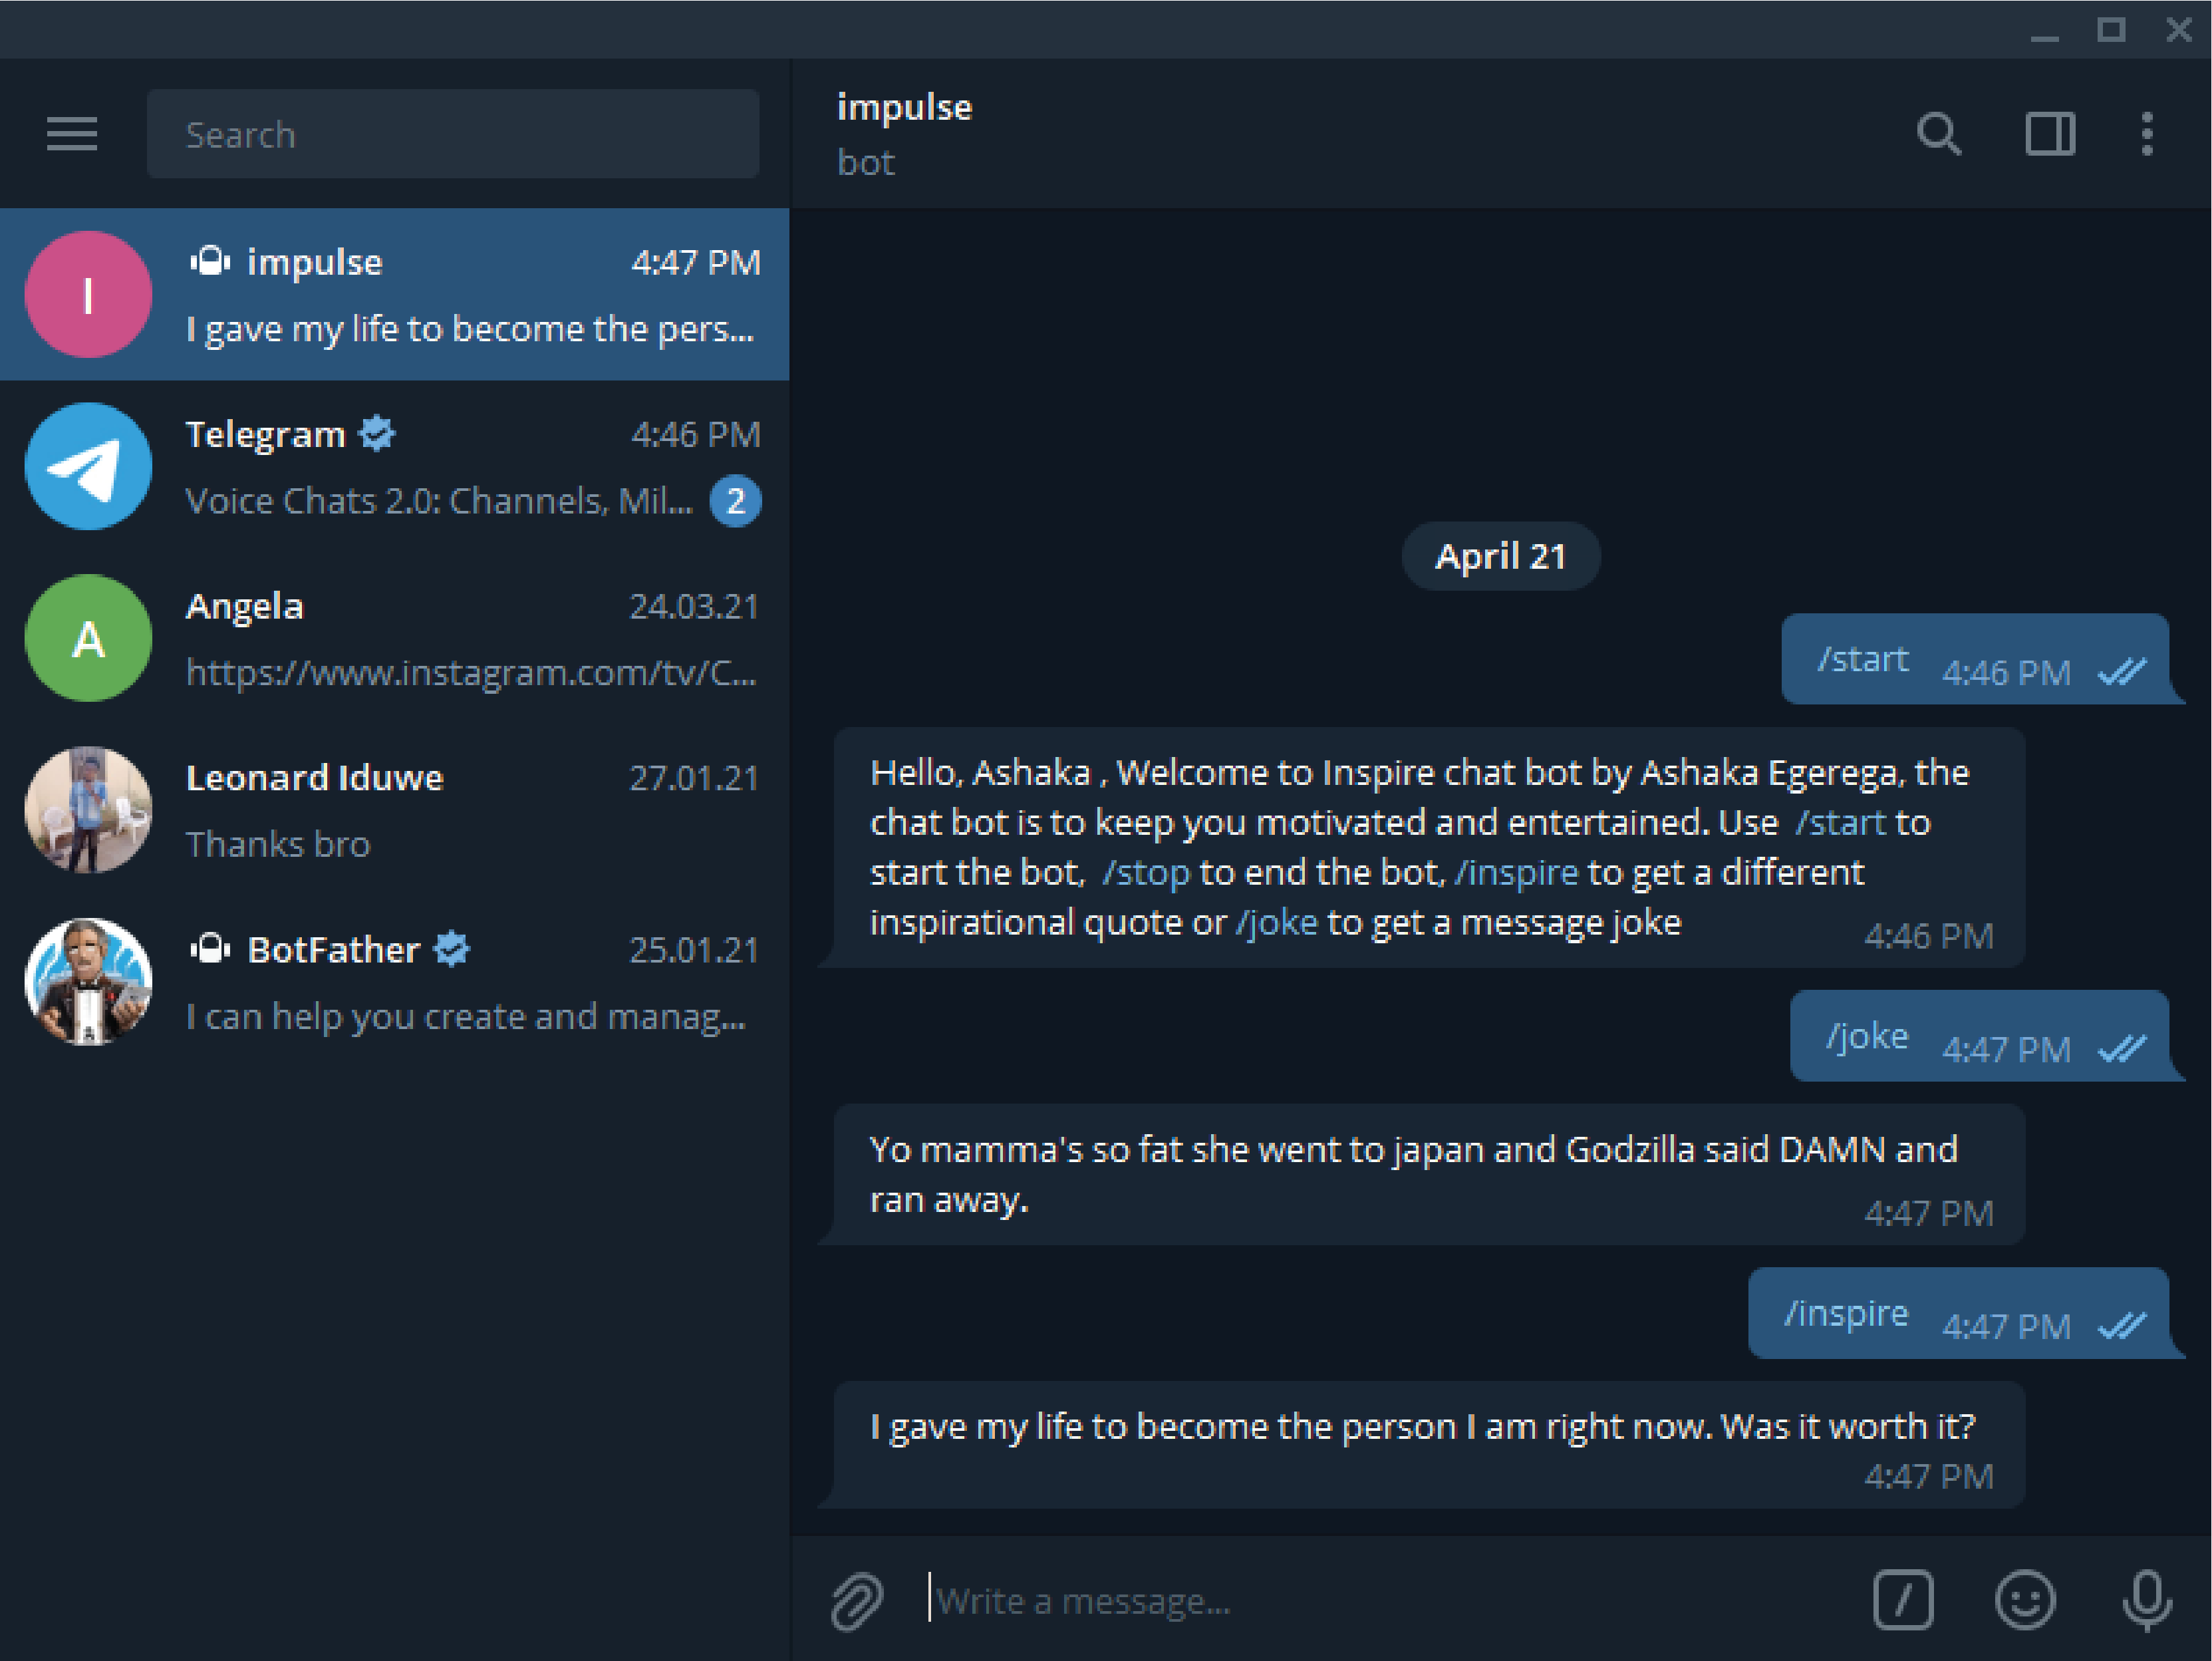 Search
I
impulse 4:47 PM
I gave my life to become the pers...
Telegram 4:46 PM
Voice Chats 2.0: Channels, Mil... 2
A
Angela 24.03.21
https://www.instagram.com/tv/C...
Leonard Iduwe 27.01.21
Thanks bro
BotFather 25.01.21
I can help you create and manag...
impulse
bot
April 21
/start 4:46 PM
Hello, Ashaka , Welcome to Inspire chat bot by Ashaka Egerega, the
chat bot is to keep you motivated and entertained. Use /start to
start the bot, /stop to end the bot, /inspire to get a different
inspirational quote or /joke to get a message joke
4:46 PM
/joke 4:47 PM
Yo mamma's so fat she went to japan and Godzilla said DAMN and
ran away.
4:47 PM
/inspire 4:47 PM
I gave my life to become the person I am right now. Was it worth it?
4:47 PM
Write a message...